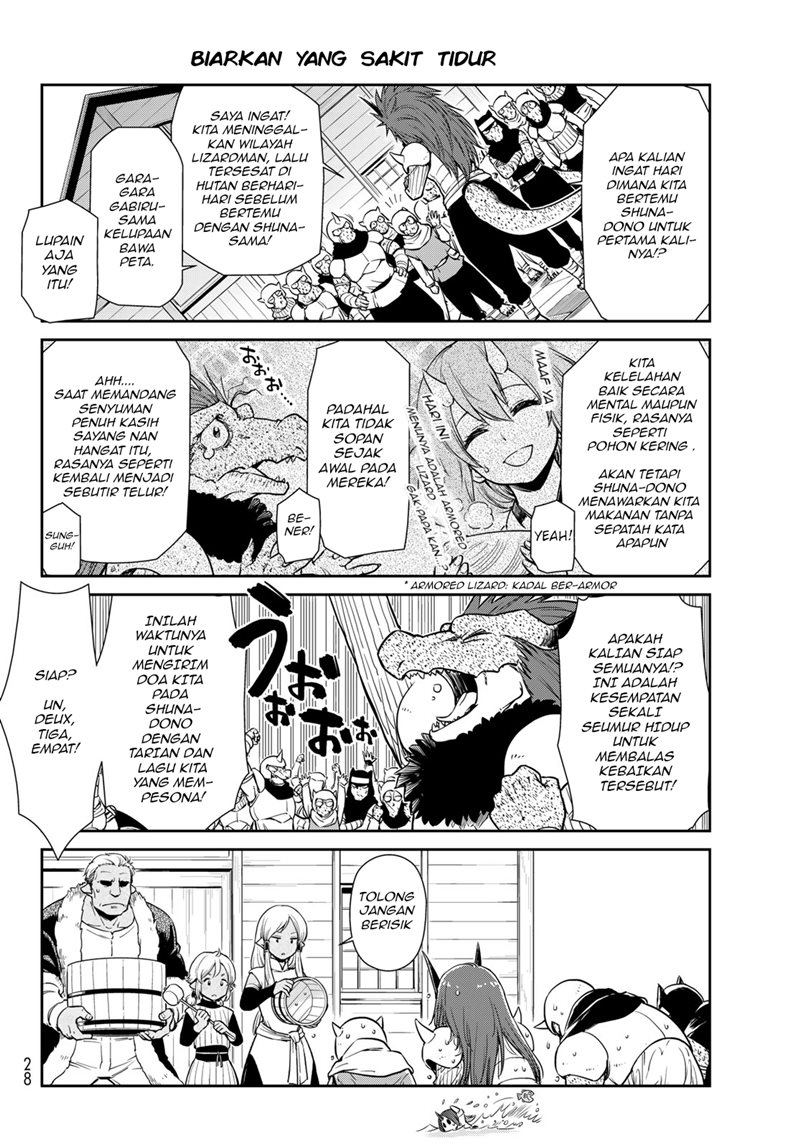 BIARKAN YANG SAKIT TIDUR
APA KALIAN
INGAT HARI
DIMANA KITA
BERTEMU
SHUNA-
DONO UNTUK
PERTAMA KALI-
NYA!?
SAYA INGAT!
KITA MENINGGAL-
KAN WILAYAH
LIZARDMAN, LALU
TERSESAT DI
HUTAN BERHARI-
HARI SEBELUM
BERTEMU
DENGAN SHUNA-
SAMA!
GARA-
GARA
GABIRU-
SAMA
KELUPAAN
BAWA
PETA.
LUPAIN
AJA
YANG
ITU!
KITA
KELELAHAN
BAIK SECARA
MENTAL MAUPUN
FISIK, RASANYA
SEPERTI
POHON KERING .
AKAN TETAPI
SHUNA-DONO
MENAWARKAN KITA
MAKANAN TANPA
SEPATAH KATA
APAPUN
YEAH!
MAAF YA
HARI INI
MENUNYA ADALAH ARMORED
LIZARD
GAK PAPA KAN ?
PADAHAL
KITA TIDAK
SOPAN
SEJAK
AWAL PADA
MEREKA!
BE-
NER!
おおおお…
AHH....
SAAT MEMANDANG
SENYUMAN
PENUH KASIH
SAYANG NAN
HANGAT ITU,
RASANYA SEPERTI
KEMBALI MENJADI
SEBUTIR TELUR!
SUNG-
GUH!
* ARMORED LIZARD: KADAL BER-ARMOR
APAKAH
KALIAN SIAP
SEMUANYA!?
INI ADALAH
KESEMPATAN
SEKALI
SEUMUR HIDUP
UNTUK
MEMBALAS
KEBAIKAN
TERSEBUT!
うおおおお
INILAH
WAKTUNYA
UNTUK
MENGIRIM
DOA KITA
PADA
SHUNA-
DONO
DENGAN
TARIAN DAN
LAGU KITA
YANG MEM-
PESONA!
SIAP?
UN,
DEUX,
TIGA,
EMPAT!
TOLONG
JANGAN
BERISIK
28